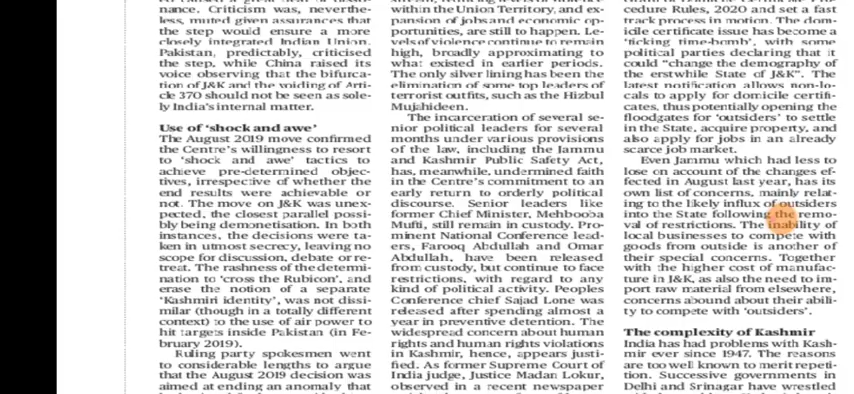 nance. Criticism was, neverthe-
less, muted given assurances that
the step would ensure a more
closely integrated Indian Union.
Pakistan, predictably, criticised
the step, while China raised its
voice observing that the bifurca-
tion of J&K and the voiding of Arti-
cle 370 should not be seen as sole-
ly India's internal matter.
Use of 'shock and awe'
The August 2019 move confirmed
the Centre's willingness to resort
to 'shock and awe' tactics to
achieve pre-determined objec-
tives, irrespective of whether the
end results were achievable or
not. The move on J&K was unex-
pected, the closest parallel possi-
bly being demonetisation. In both
instances, the decisions were ta-
ken in utmost secrecy, leaving no
scope for discussion, debate or re-
treat. The rashness of the determi-
nation to 'cross the Rubicon', and
erase the notion of a separate
'Kashmiri identity', was not dissi-
milar (though in a totally different
context) to the use of air power to
hit targets inside Pakistan (in Fe-
bruary 2019).
Ruling party spokesmen went
to considerable lengths to argue
that the August 2019 decision was
aimed at ending an anomaly that
within the Union Territory, and ex-
pansion of jobs and economic op-
portunities, are still to happen. Le-
vels of violence continue to remain
high, broadly approximating to
what existed in earlier periods.
The only silver lining has been the
elimination of some top leaders of
terrorist outfits, such as the Hizbul
Mujahideen.
The incarceration of several se-
nior political leaders for several
months under various provisions
of the law, including the Jammu
and Kashmir Public Safety Act,
has, meanwhile, undermined faith
in the Centre's commitment to an
early return to orderly political
discourse. Senior leaders like
former Chief Minister, Mehbooba
Mufti, still remain in custody. Pro-
minent National Conference lead-
ers, Farooq Abdullah and Omar
Abdullah, have been released
from custody, but continue to face
restrictions, with regard to any
kind of political activity. Peoples
Conference chief Sajad Lone was
released after spending almost a
year in preventive detention. The
widespread concern about human
rights and human rights violations
in Kashmir, hence, appears justi-
fied. As former Supreme Court of
India judge, Justice Madan Lokur,
observed in a recent newspaper
cedure Rules, 2020 and set a fast
track process in motion. The dom-
icile certificate issue has become a
'ticking time-bomb', with some
political parties declaring that it
could "change the demography of
the erstwhile State of J&K". The
latest notification allows non-lo-
cals to apply for domicile certifi-
cates, thus potentially opening the
floodgates for 'outsiders' to settle
in the State, acquire property, and
also apply for jobs in an already
scarce job market.
Even Jammu which had less to
lose on account of the changes ef-
fected in August last year, has its
own list of concerns, mainly relat-
ing to the likely influx of outsiders
into the State following the remo-
val of restrictions. The inability of
local businesses to compete with
goods from outside is another of
their special concerns. Together
with the higher cost of manufac-
ture in J&K, as also the need to im-
port raw material from elsewhere,
concerns abound about their abili-
ty to compete with 'outsiders'.
The complexity of Kashmir
India has had problems with Kash-
mir ever since 1947. The reasons
are too well known to merit repeti-
tion. Successive governments in
Delhi and Srinagar have wrestled